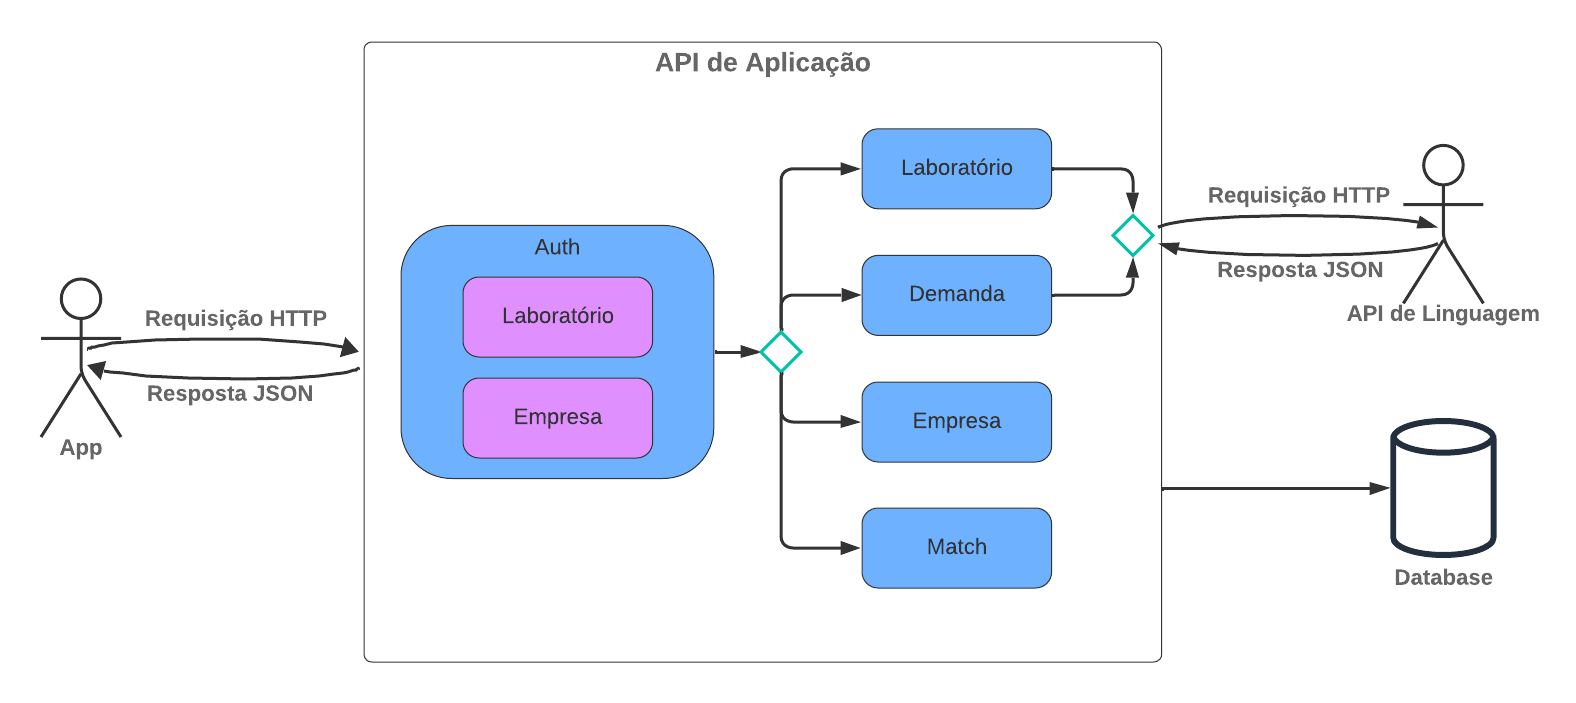 API de Aplicação
Auth
Laboratório
Empresa
Laboratório
Demanda
Empresa
Match
Requisição HTTP
Resposta JSON
App
Requisição HTTP
Resposta JSON
API de Linguagem
Database